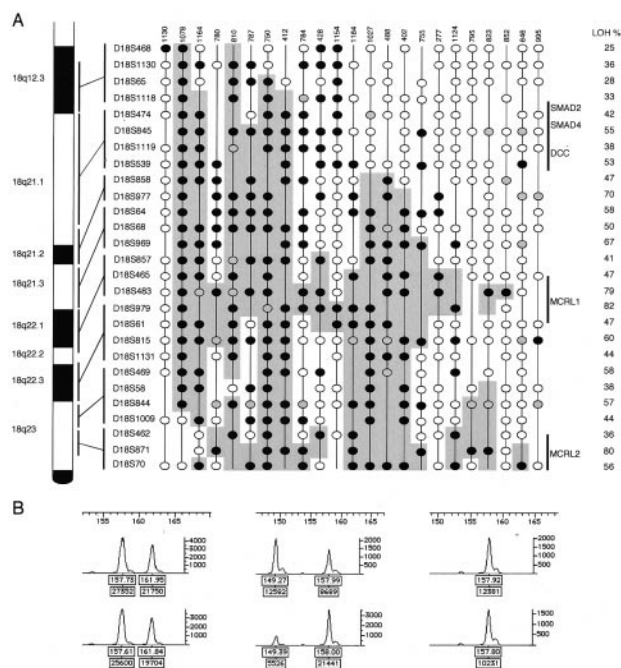 A
1130 1078 1164 780 810 787 790 412 784 428 1154 1184 1027 488 402 753 277 1124 795 823 852 848 995 LOH %
D18S468 25
18q12.3
D18S1130 36
D18S65 28
D18S1118 33
SMAD2
D18S474 42
SMAD4
D18S845 55
D18S1119 38
DCC
D18S539 53
18q21.1
D18S858 47
D18S977 70
D18S64 58
D18S68 50
D18S969 67
18q21.2
D18S857 41
18q21.3
D18S465 47
D18S483 79
MCRL1
D18S979 82
18q22.1
D18S61 47
D18S815 60
18q22.2
D18S1131 44
D18S469 58
18q22.3
D18S58 38
D18S844 57
D18S1009 44
18q23
D18S462 36
D18S871 80
MCRL2
D18S70 56
B
155 160 165
150 155 160 165
150 155 160 165
4000
3000
2000
1000
2000
1500
1000
500
2000
1500
1000
500
157.73 161.95
27352 21750
149.27 157.99
12582 8689
157.92
12381
3000
2000
1000
3000
2000
1000
1500
1000
500
157.61 161.84
25600 19704
149.39 158.00
5526 21441
157.80
10231